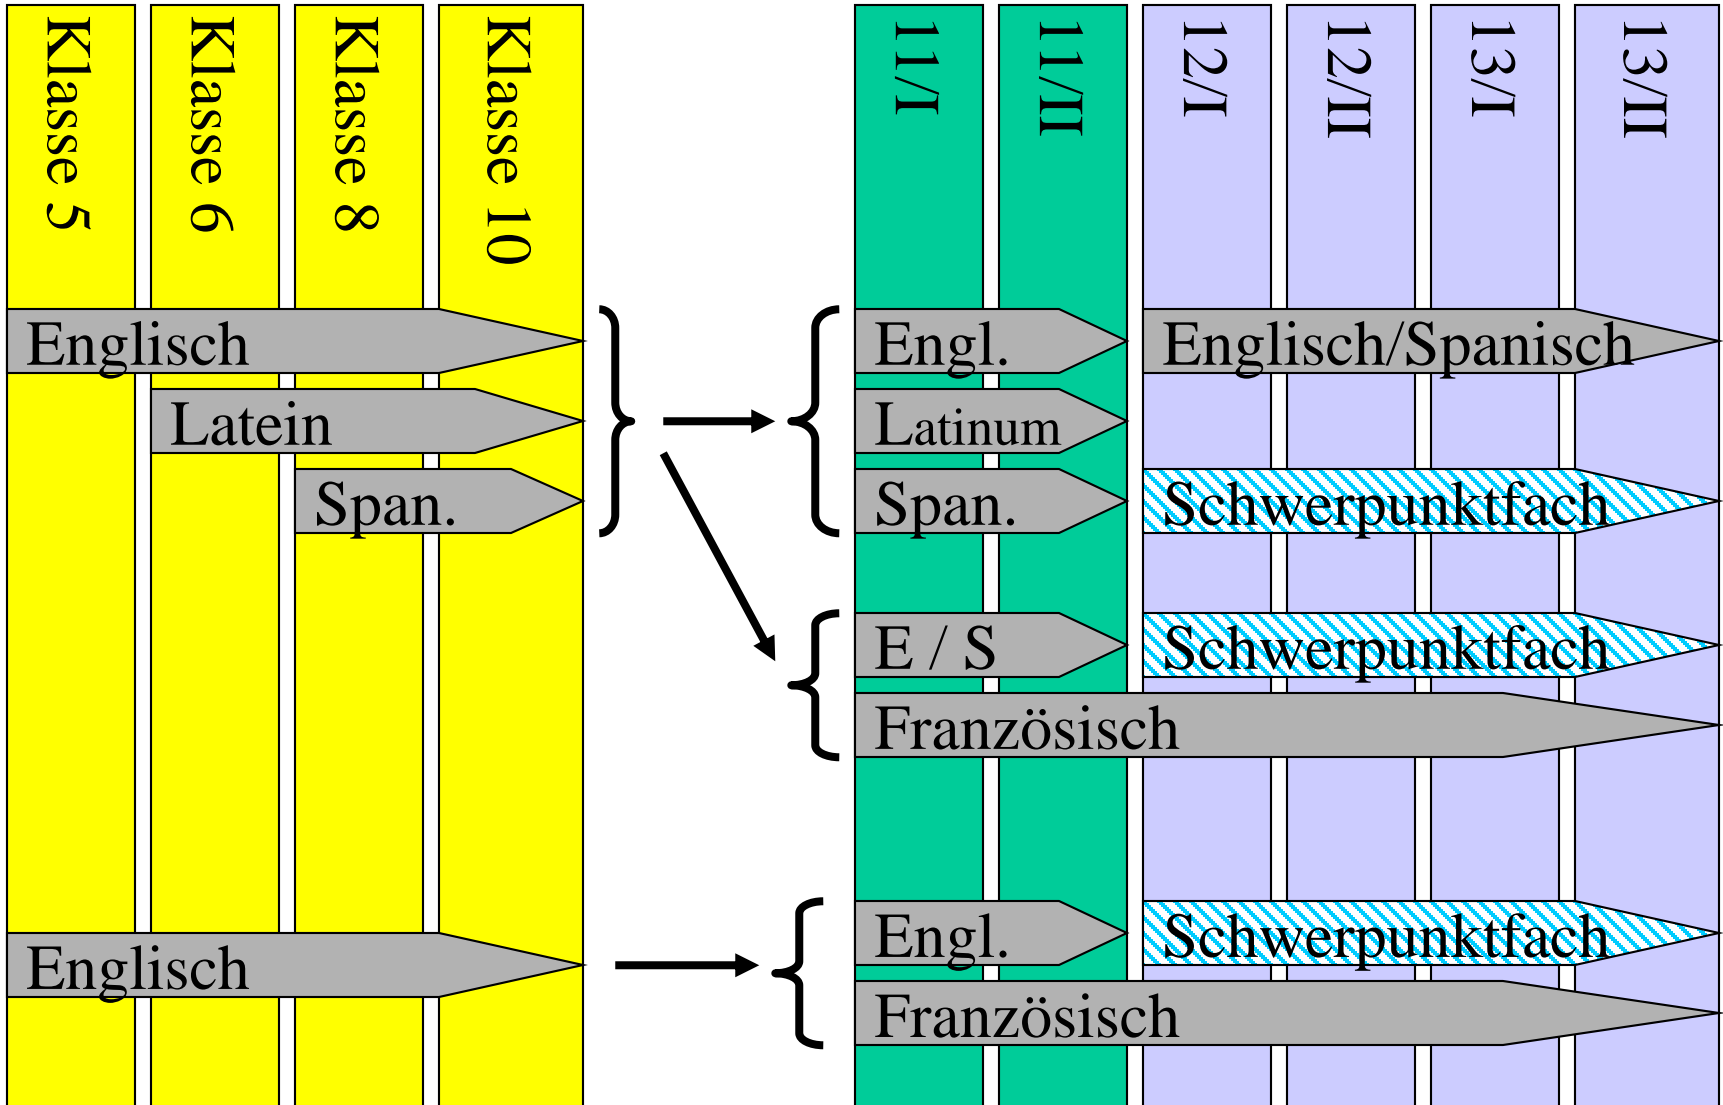 Klasse 5
Klasse 6
Klasse 8
Klasse 10
11/I
11/II
12/I
12/II
13/I
13/II
Englisch
Latein
Span.
Engl.
Englisch/Spanisch
Latinum
Span.
Schwerpunktfach
E / S
Schwerpunktfach
Französisch
Englisch
Engl.
Schwerpunktfach
Französisch